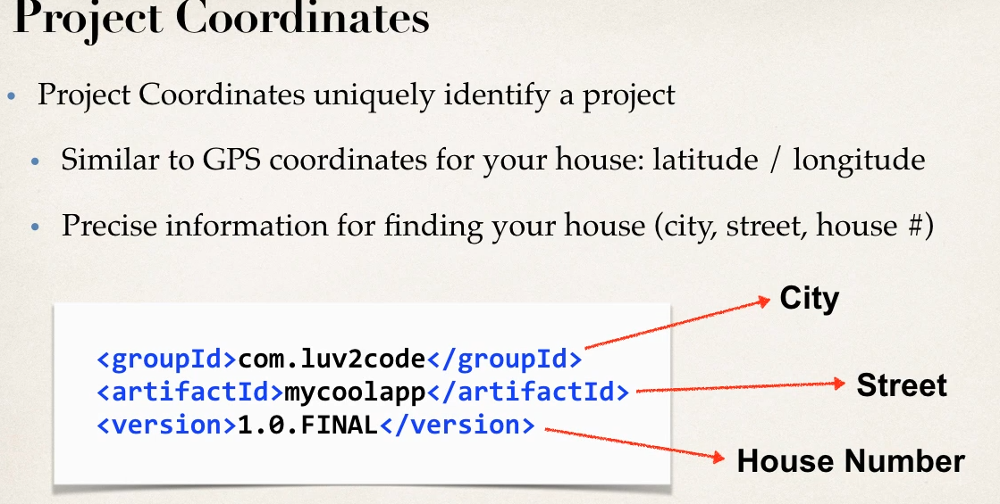 Project Coordinates
• Project Coordinates uniquely identify a project
• Similar to GPS coordinates for your house: latitude / longitude
• Precise information for finding your house (city, street, house #)
City
<groupId>com.luv2code</groupId>
<artifactId>mycoolapp</artifactId>
Street
<version>1.0.FINAL</version>
House Number